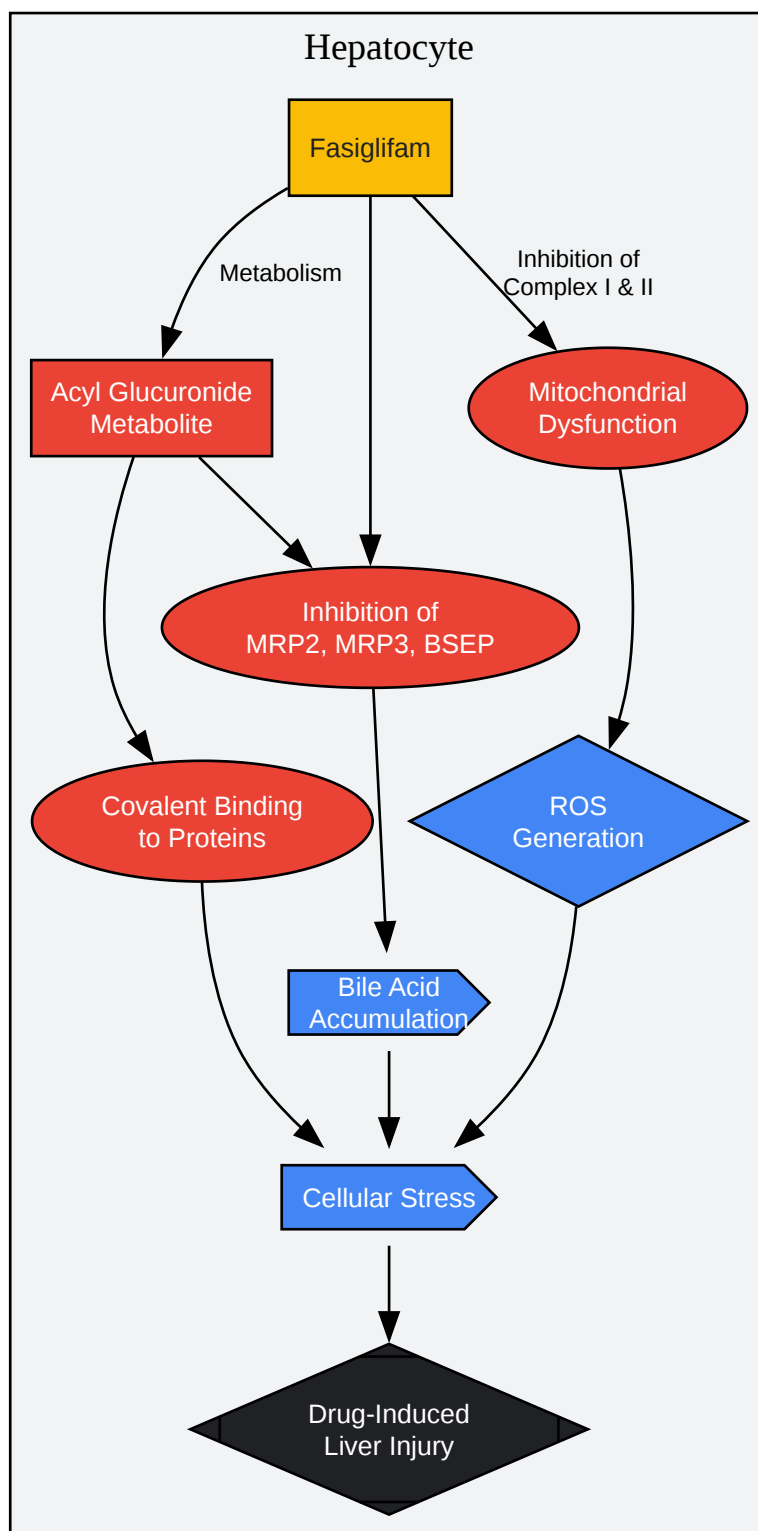 Hepatocyte
Fasiglifam
Metabolism
Inhibition of
Complex I & II
Acyl Glucuronide
Metabolite
Mitochondrial
Dysfunction
Inhibition of
MRP2, MRP3, BSEP
Covalent Binding
to Proteins
ROS
Generation
Bile Acid
Accumulation
Cellular Stress
Drug-Induced
Liver Injury